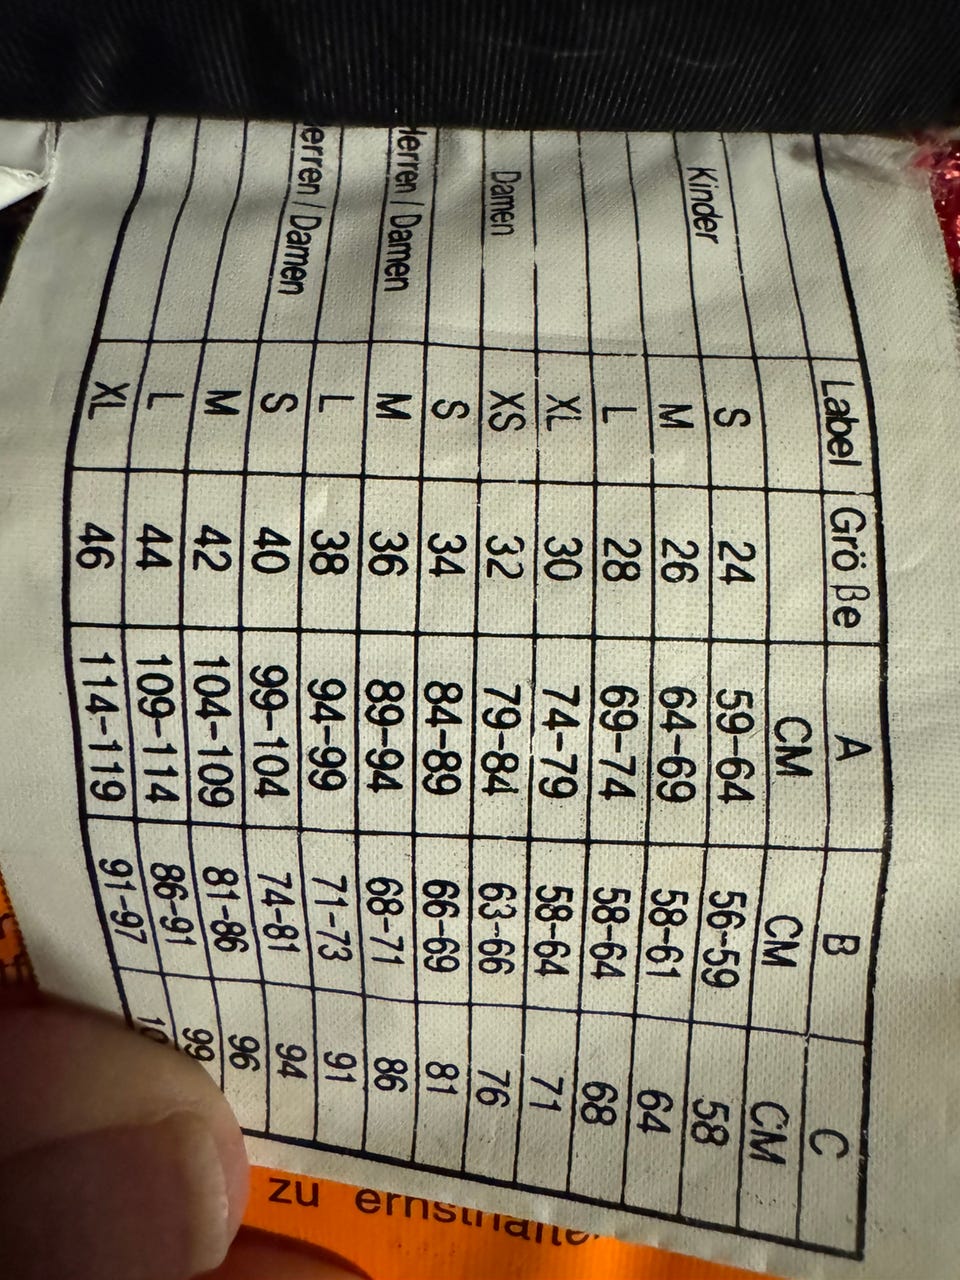 Label Größe A B C
CM CM CM
Kinder S 24 59-64 56-59 58
M 26 64-69 58-61 64
L 28 69-74 58-64 68
XL 30 74-79 58-64 71
Damen XS 32 79-84 63-66 76
S 34 84-89 66-69 81
Herren / Damen M 36 89-94 68-71 86
L 38 94-99 71-73 91
erren / Damen S 40 99-104 74-81 94
M 42 104-109 81-86 96
L 44 109-114 86-91 99
XL 46 114-119 91-97
zu